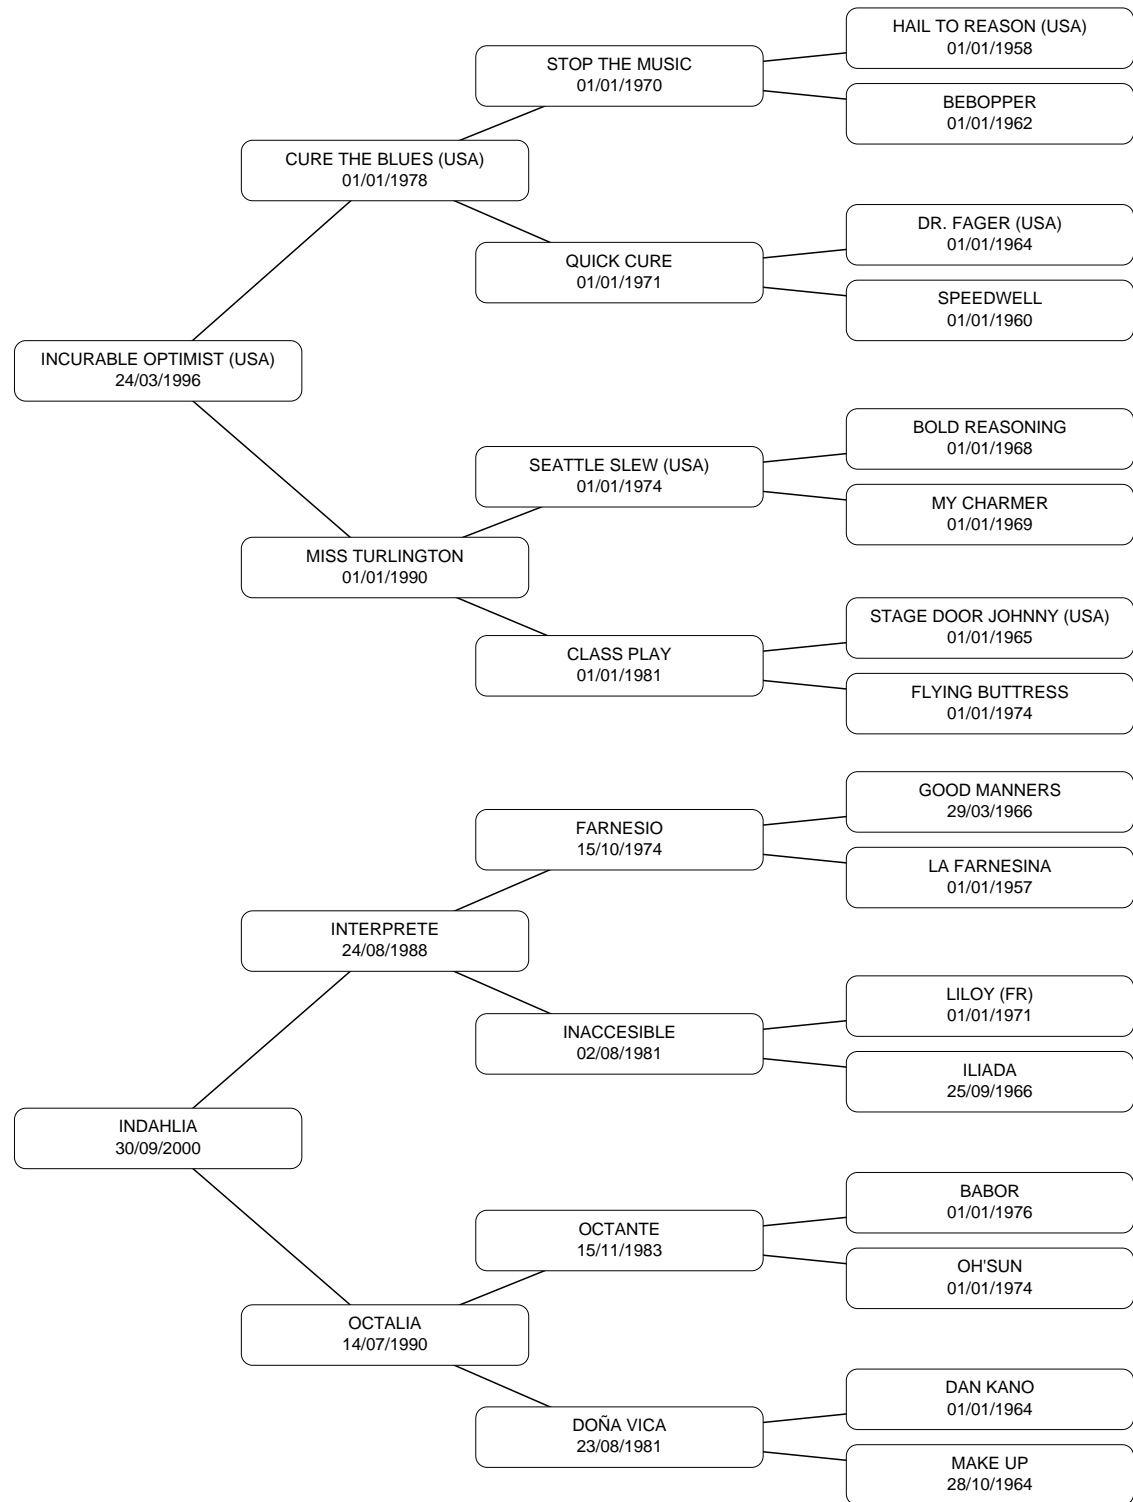 HAIL TO REASON (USA)
01/01/1958
STOP THE MUSIC
01/01/1970
BEBOPPER
01/01/1962
CURE THE BLUES (USA)
01/01/1978
DR. FAGER (USA)
01/01/1964
QUICK CURE
01/01/1971
SPEEDWELL
01/01/1960
INCURABLE OPTIMIST (USA)
24/03/1996
BOLD REASONING
01/01/1968
SEATTLE SLEW (USA)
01/01/1974
MY CHARMER
01/01/1969
MISS TURLINGTON
01/01/1990
STAGE DOOR JOHNNY (USA)
01/01/1965
CLASS PLAY
01/01/1981
FLYING BUTTRESS
01/01/1974
GOOD MANNERS
29/03/1966
FARNESIO
15/10/1974
LA FARNESINA
01/01/1957
INTERPRETE
24/08/1988
LILOY (FR)
01/01/1971
INACCESIBLE
02/08/1981
ILIADA
25/09/1966
INDAHLIA
30/09/2000
BABOR
01/01/1976
OCTANTE
15/11/1983
OH'SUN
01/01/1974
OCTALIA
14/07/1990
DAN KANO
01/01/1964
DOÑA VICA
23/08/1981
MAKE UP
28/10/1964